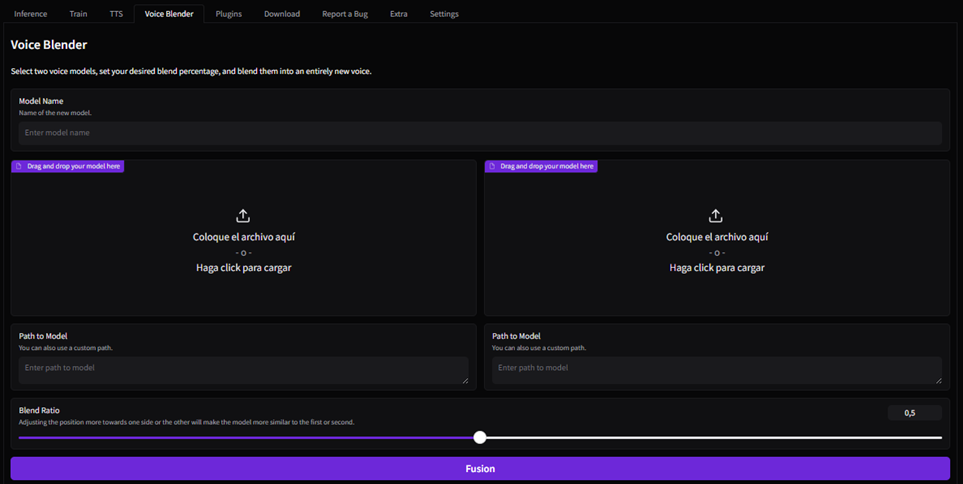 Inference Train TTS Voice Blender Plugins Download Report a Bug Extra Settings
Voice Blender
Select two voice models, set your desired blend percentage, and blend them into an entirely new voice.
Model Name
Name of the new model.
Enter model name
Drag and drop your model here
Coloque el archivo aquí
- o -
Haga click para cargar
Drag and drop your model here
Coloque el archivo aquí
- o -
Haga click para cargar
Path to Model
You can also use a custom path.
Enter path to model
Path to Model
You can also use a custom path.
Enter path to model
Blend Ratio
Adjusting the position more towards one side or the other will make the model more similar to the first or second.
0,5
Fusion